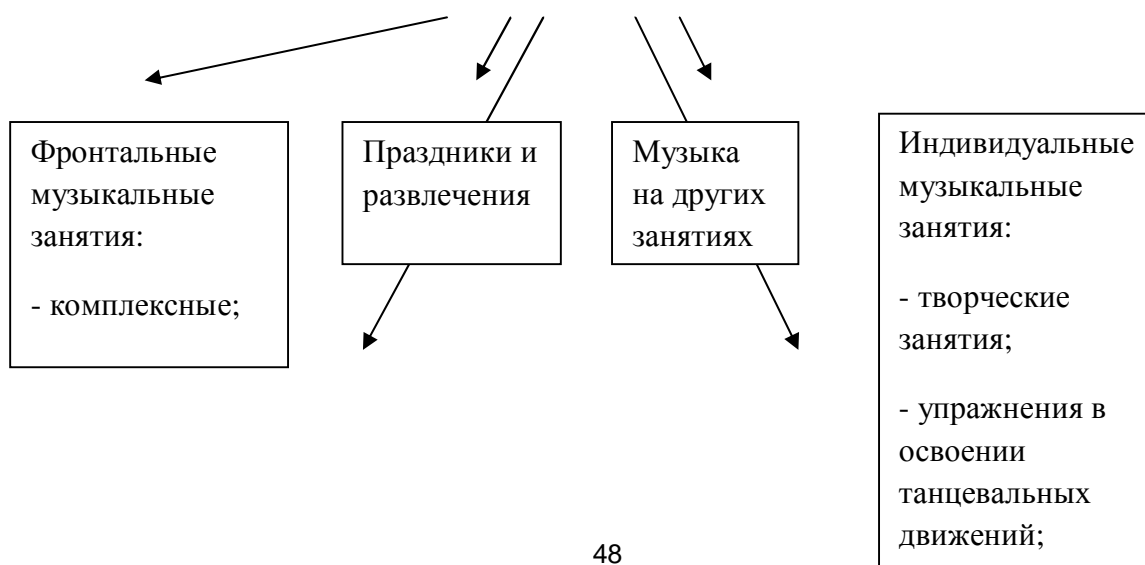 Фронтальные
музыкальные
занятия:
- комплексные;
Праздники и
развлечения
Музыка
на других
занятиях
Индивидуальные
музыкальные
занятия:
- творческие
занятия;
- упражнения в
освоении
танцевальных
движений;
48